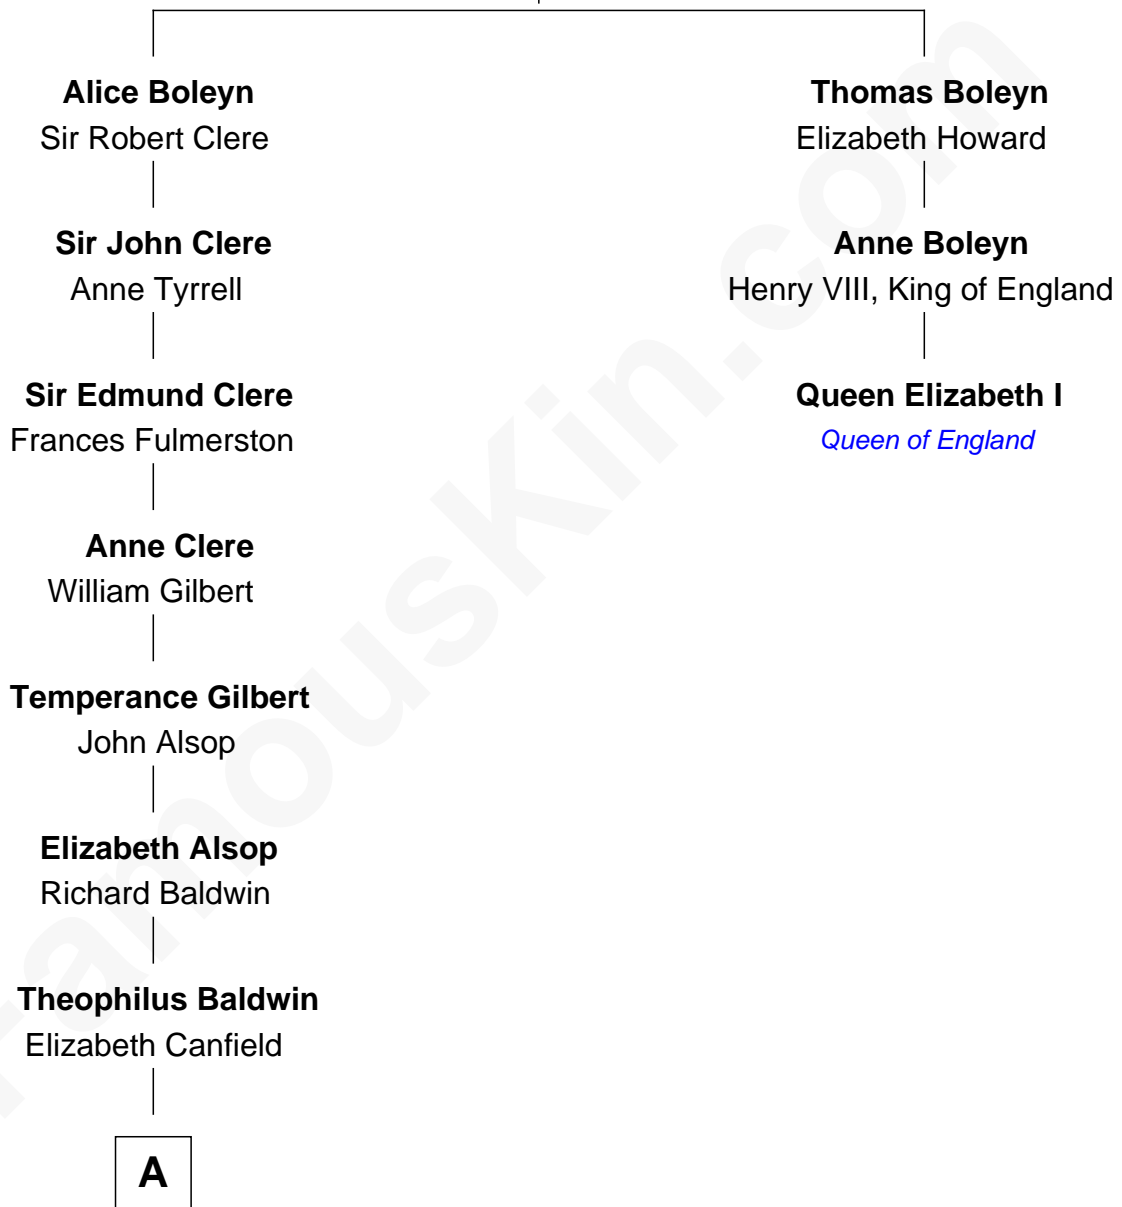 Alice Boleyn
Sir Robert Clere
Thomas Boleyn
Elizabeth Howard
Sir John Clere
Anne Tyrrell
Anne Boleyn
Henry VIII, King of England
Sir Edmund Clere
Frances Fulmerston
Queen Elizabeth I
Queen of England
Anne Clere
William Gilbert
Temperance Gilbert
John Alsop
Elizabeth Alsop
Richard Baldwin
Theophilus Baldwin
Elizabeth Canfield
A
FamousKin.com